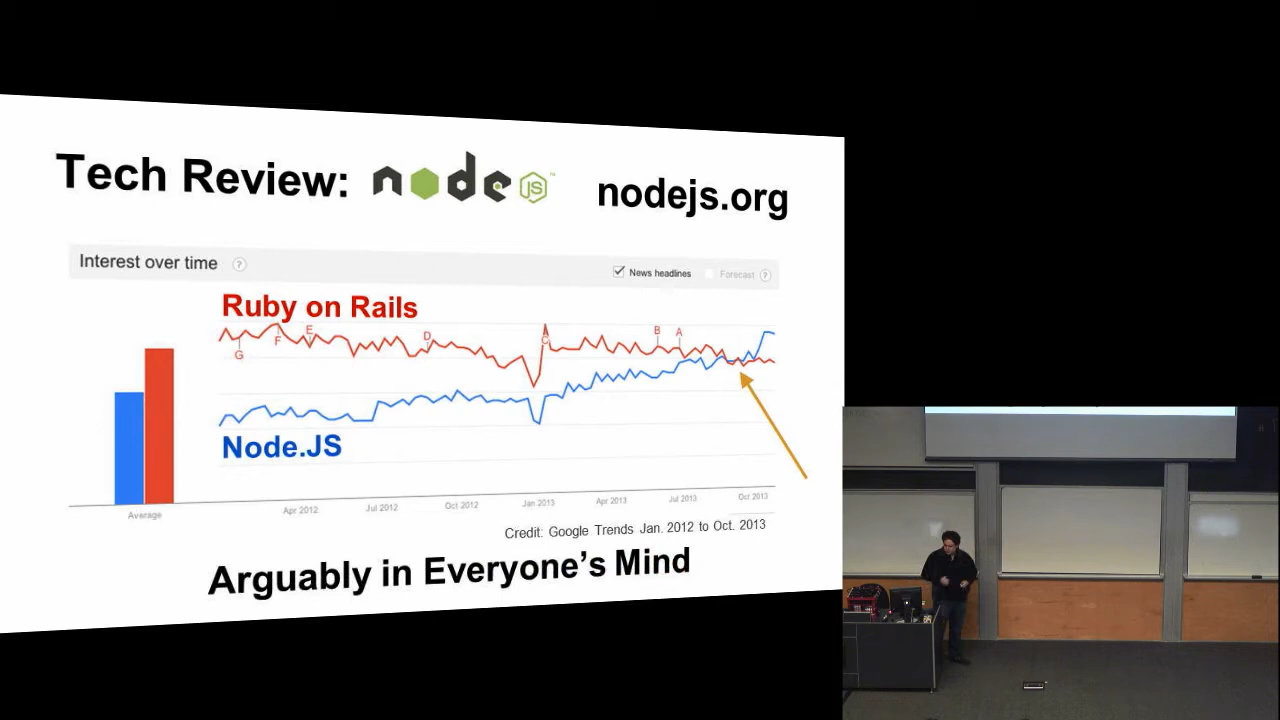 Tech Review: node JS ™ nodejs.org
Interest over time ?
News headlines Forecast ?
Ruby on Rails
G F E D C B A
Node.JS
Average Apr 2012 Jul 2012 Oct 2012 Jan 2013 Apr 2013 Jul 2013 Oct 2013
Credit: Google Trends Jan. 2012 to Oct. 2013
Arguably in Everyone's Mind